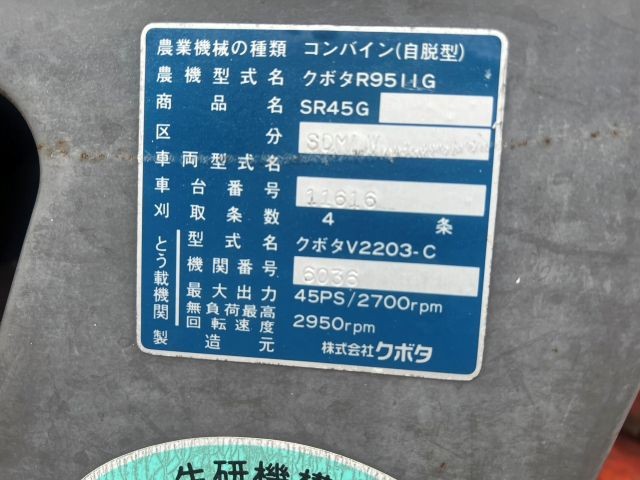 農業機械の種類 コンバイン(自脱型)
農機型式名 クボタR9511G
商品名 SR45G
区分
車両型式名
車台番号 11616
刈取条数 4 条
とう載機関
型式名 クボタV2203-C
機関番号 6036
最大出力 45PS/2700rpm
無負荷最高回転速度 2950rpm
製造元 株式会社クボタ
生研機構